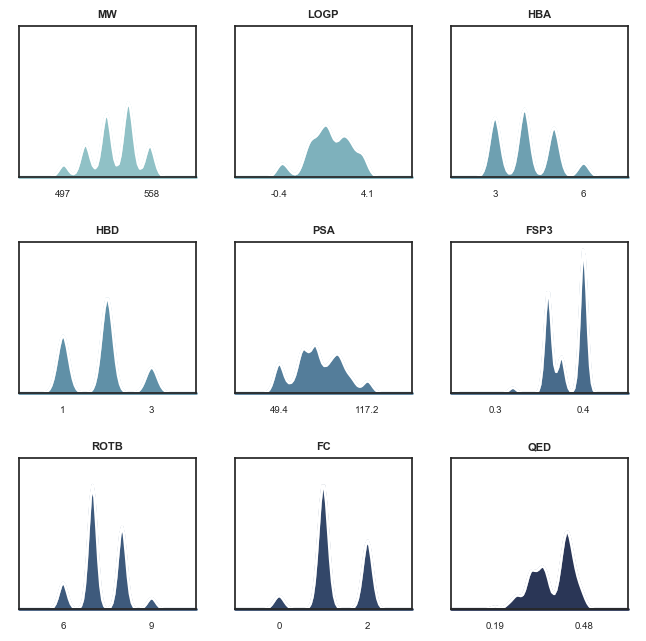 MW LOGP HBA
497 558 -0.4 4.1 3 6
HBD PSA FSP3
1 3 49.4 117.2 0.3 0.4
ROTB FC QED
6 9 0 2 0.19 0.48